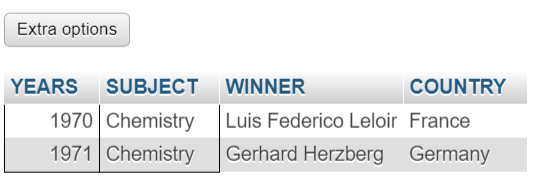 Extra options
YEARS SUBJECT WINNER COUNTRY
1970 Chemistry Luis Federico Leloir France
1971 Chemistry Gerhard Herzberg Germany